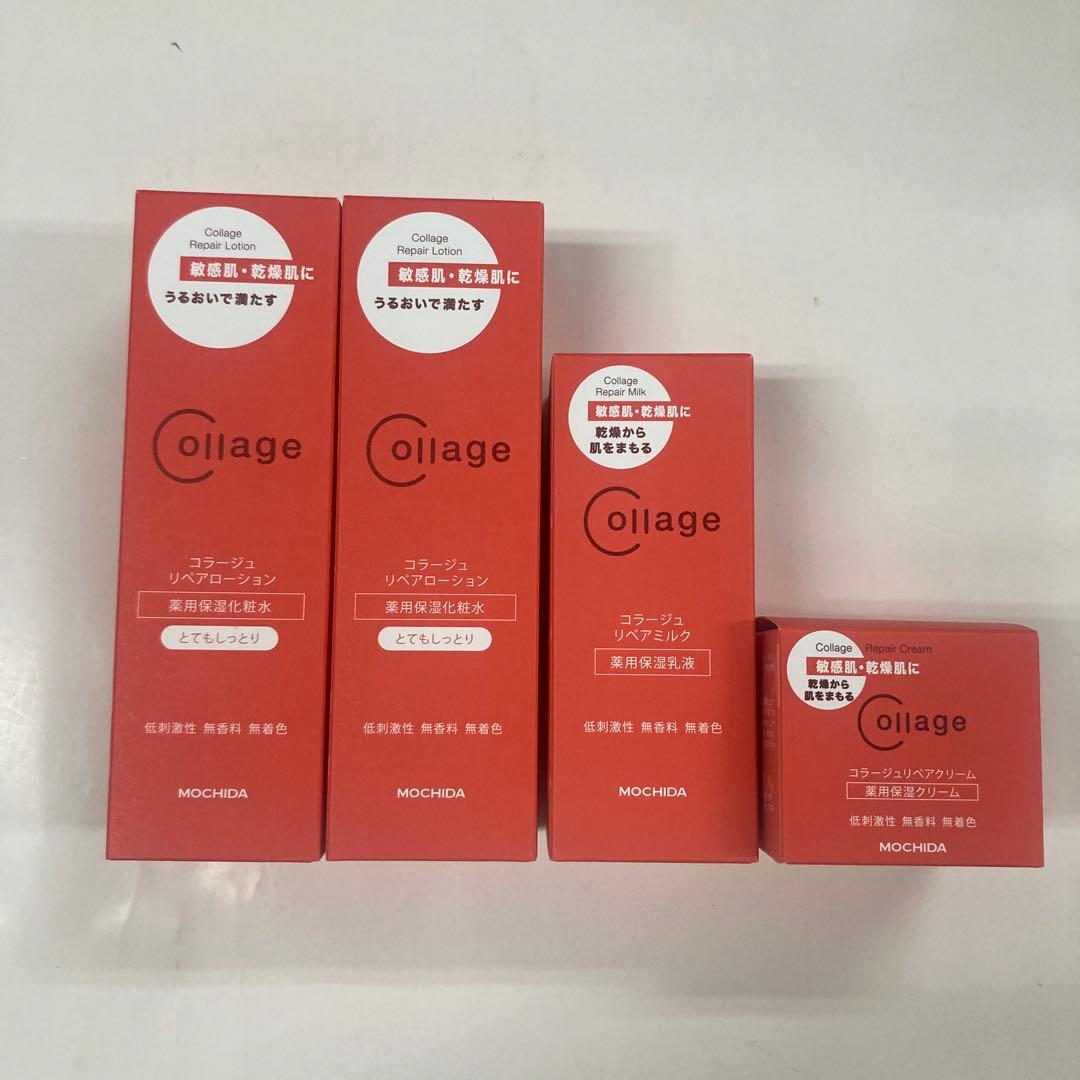 Collage
Repair Lotion
敏感肌・乾燥肌に
うるおいで満たす
Collage
コラージュ
リペアローション
薬用保湿化粧水
とてもしっとり
低刺激性 無香料 無着色
MOCHIDA
Collage
Repair Lotion
敏感肌・乾燥肌に
うるおいで満たす
Collage
コラージュ
リペアローション
薬用保湿化粧水
とてもしっとり
低刺激性 無香料 無着色
MOCHIDA
Collage
Repair Milk
敏感肌・乾燥肌に
乾燥から
肌をまもる
Collage
コラージュ
リペアミルク
薬用保湿乳液
低刺激性 無香料 無着色
MOCHIDA
Collage Repair Cream
敏感肌・乾燥肌に
乾燥から
肌をまもる
Collage
コラージュリペアクリーム
薬用保湿クリーム
低刺激性 無香料 無着色
MOCHIDA